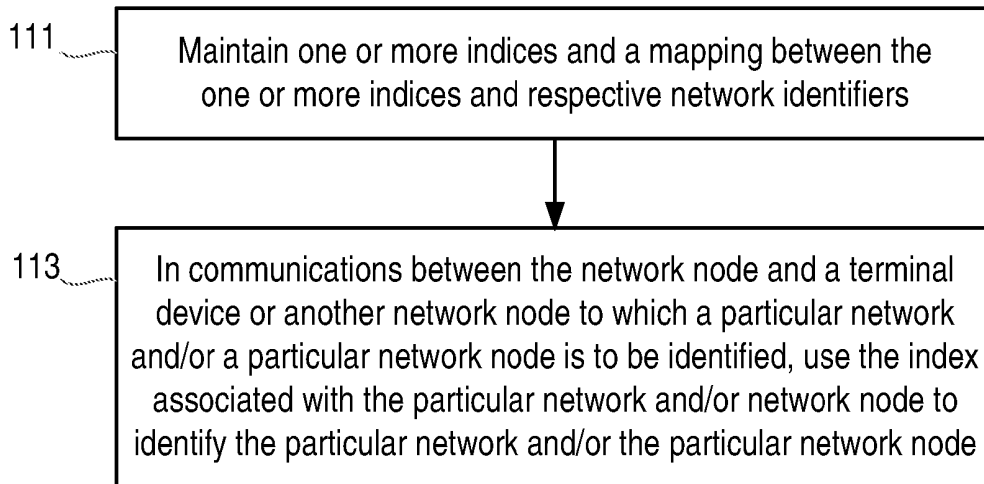 111
Maintain one or more indices and a mapping between the
one or more indices and respective network identifiers
113
In communications between the network node and a terminal
device or another network node to which a particular network
and/or a particular network node is to be identified, use the index
associated with the particular network and/or network node to
identify the particular network and/or the particular network node